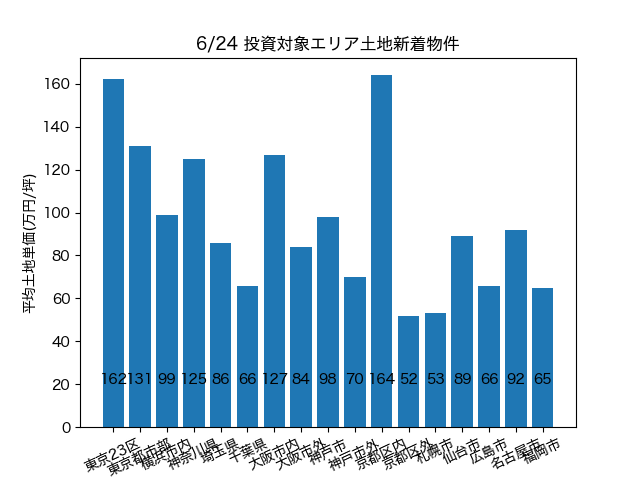 6/24 投資対象エリア土地新着物件
平均土地単価(万円/坪)
160
140
120
100
80
60
40
20
0
162 131 99 125 86 66 127 84 98 70 164 52 53 89 66 92 65
東京23区 東京都市部 横浜市内 神奈川県 埼玉県 千葉県 大阪市内 大阪市外 神戸市 神戸市外 京都区内 京都区外 札幌市 仙台市 広島市 名古屋市 福岡市